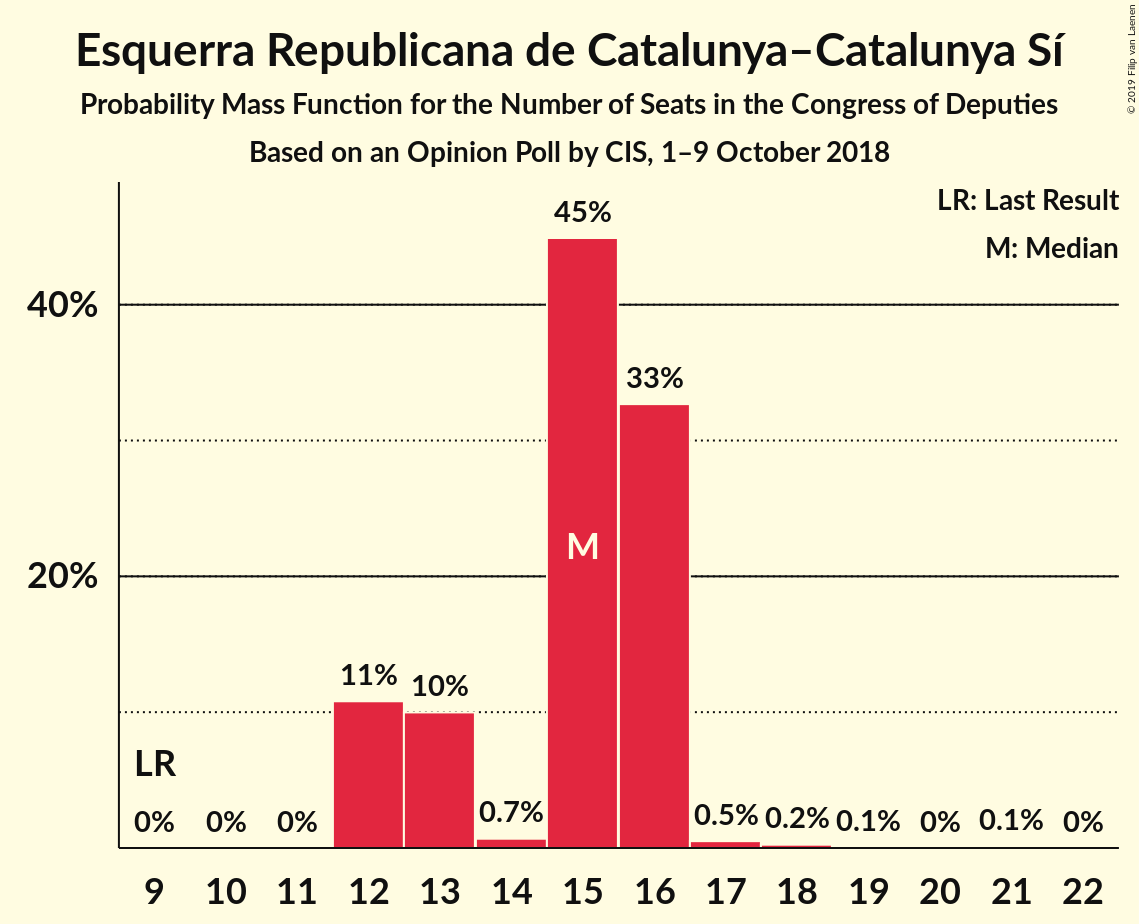 Esquerra Republicana de Catalunya–Catalunya Sí
Probability Mass Function for the Number of Seats in the Congress of Deputies
Based on an Opinion Poll by CIS, 1–9 October 2018
© 2019 Filip van Laenen
LR: Last Result
M: Median
45%
40%
33%
M
20%
11%
10%
LR
0% 0% 0% 0.7% 0.5% 0.2% 0.1% 0% 0.1% 0%
9 10 11 12 13 14 15 16 17 18 19 20 21 22